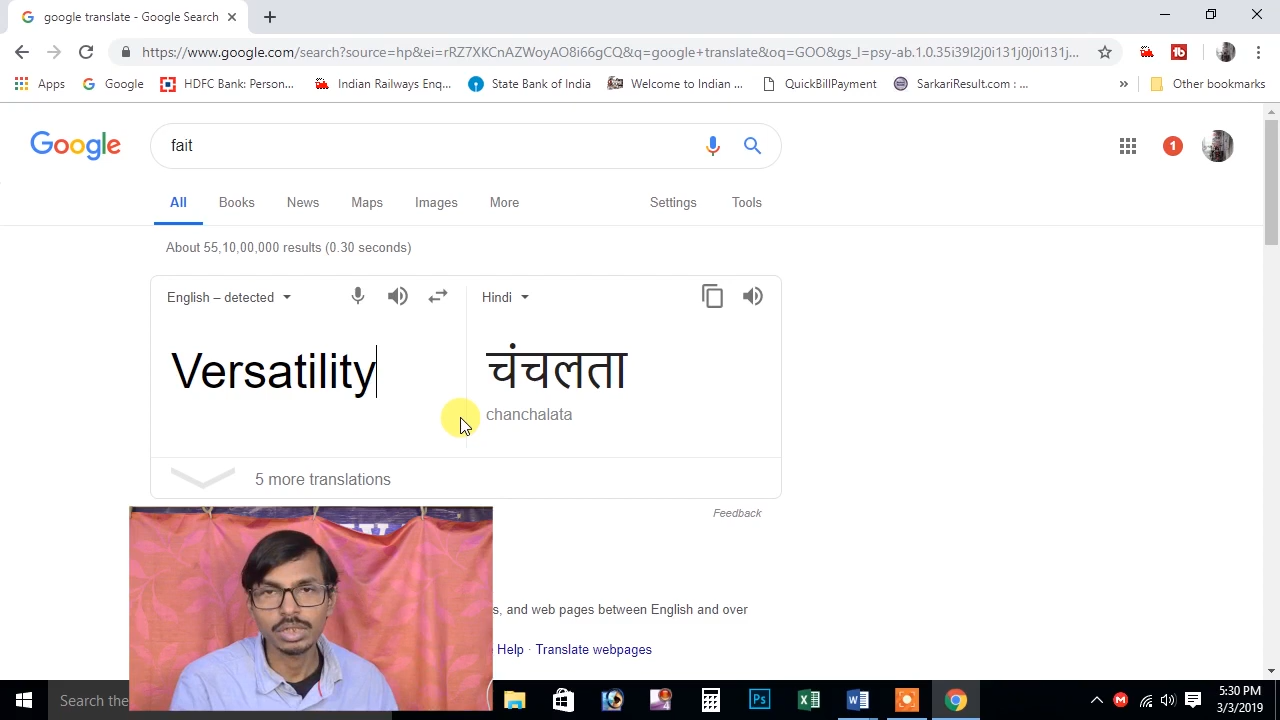 google translate - Google Search
https://www.google.com/search?source=hp&ei=rRZ7XKCnAZWoyAO8i66gCQ&q=google+translate&oq=GOO&gs_l=psy-ab.1.0.35i39l2j0i131j0j0i131j...
Apps Google HDFC Bank: Person... Indian Railways Enq... State Bank of India Welcome to Indian ... QuickBillPayment SarkariResult.com : ... » Other bookmarks
Google fait 1
All Books News Maps Images More Settings Tools
About 55,10,00,000 results (0.30 seconds)
English – detected Hindi
Versatility चंचलता
chanchalata
5 more translations
Feedback
s, and web pages between English and over
Help · Translate webpages
Search the
5:30 PM
3/3/2019